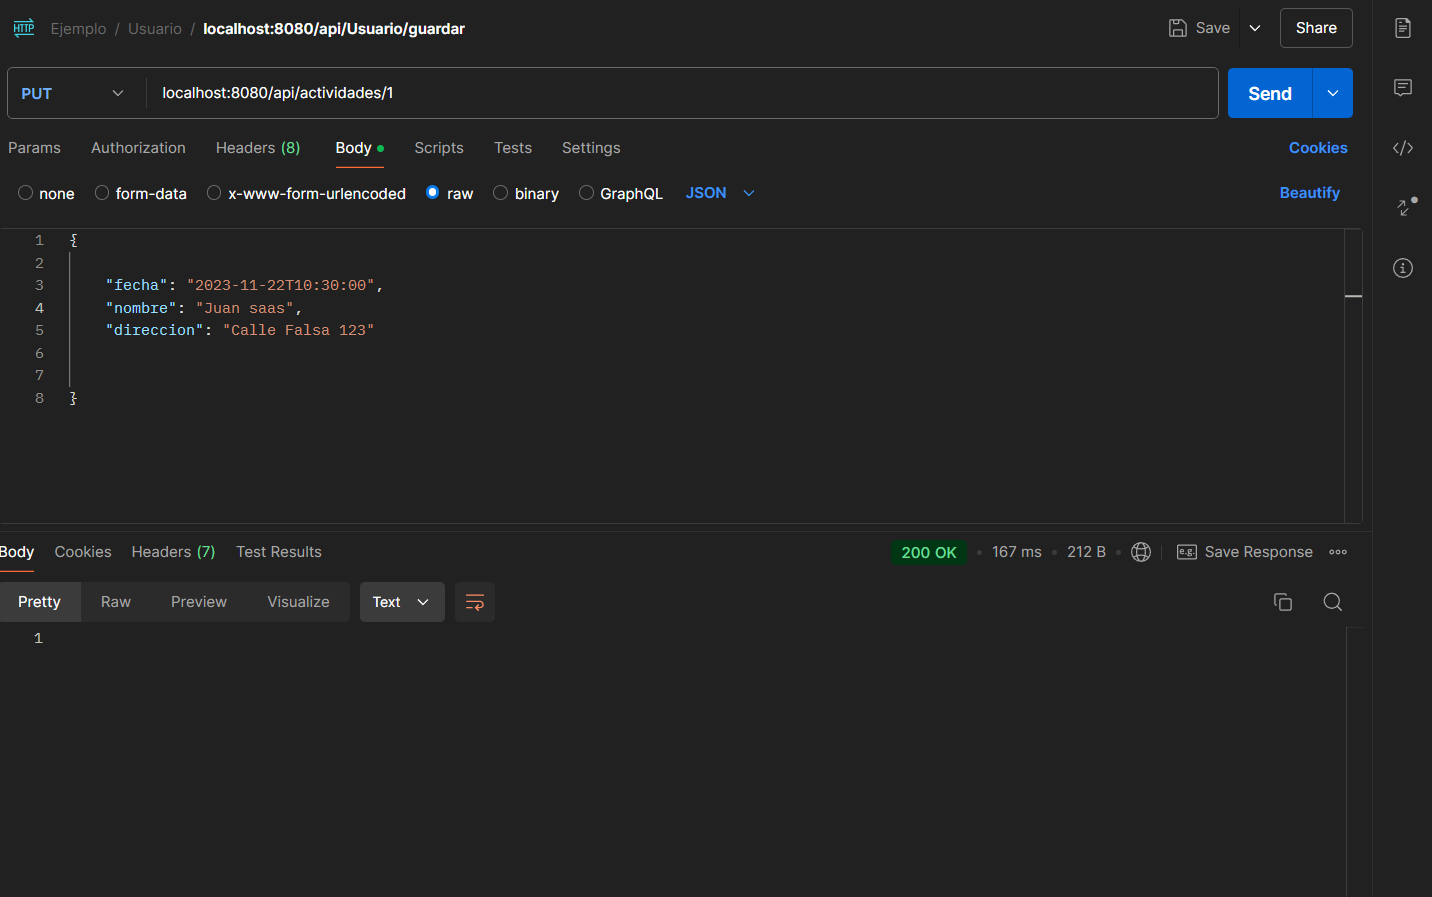 HTTP Ejemplo / Usuario / localhost:8080/api/Usuario/guardar Save Share
PUT localhost:8080/api/actividades/1 Send
Params Authorization Headers (8) Body Scripts Tests Settings Cookies
none form-data x-www-form-urlencoded raw binary GraphQL JSON Beautify
1 {
2
3 "fecha": "2023-11-22T10:30:00",
4 "nombre": "Juan saas",
5 "direccion": "Calle Falsa 123"
6
7
8 }
Body Cookies Headers (7) Test Results 200 OK 167 ms 212 B e.g. Save Response
Pretty Raw Preview Visualize Text
1